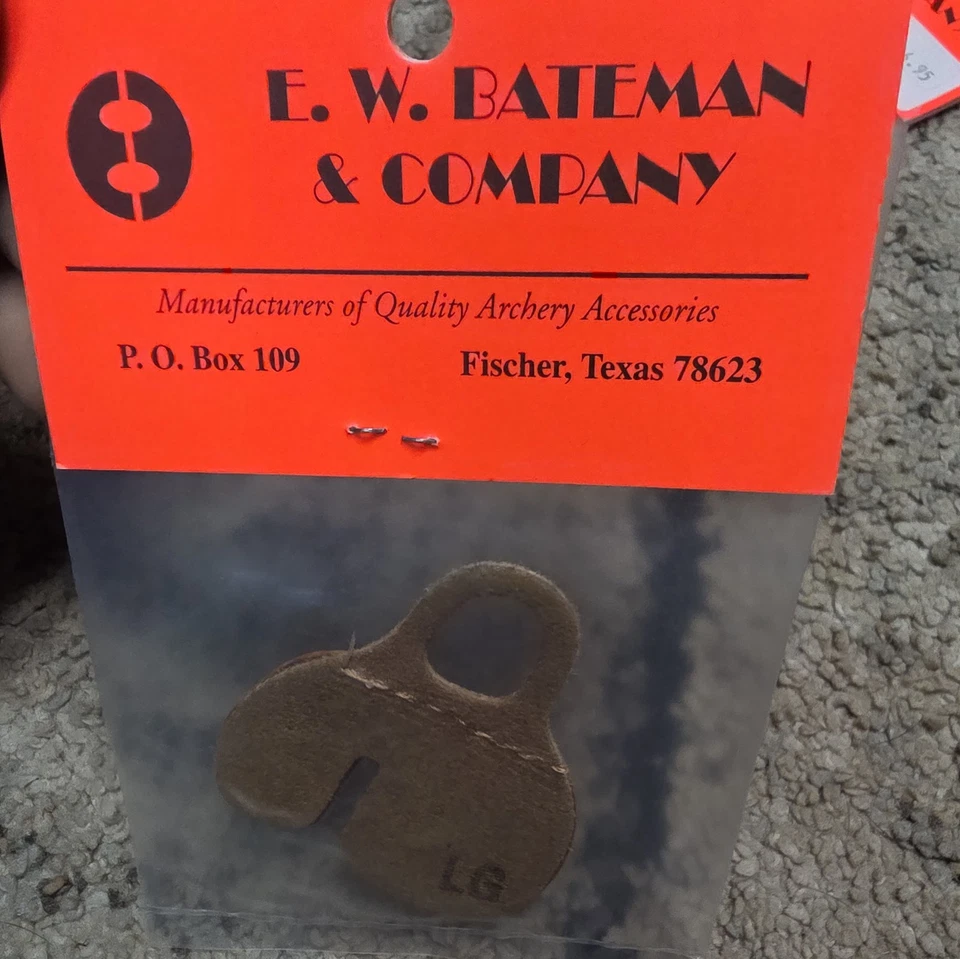 E. W. BATEMAN
& COMPANY
Manufacturers of Quality Archery Accessories
P. O. Box 109 Fischer, Texas 78623
LG